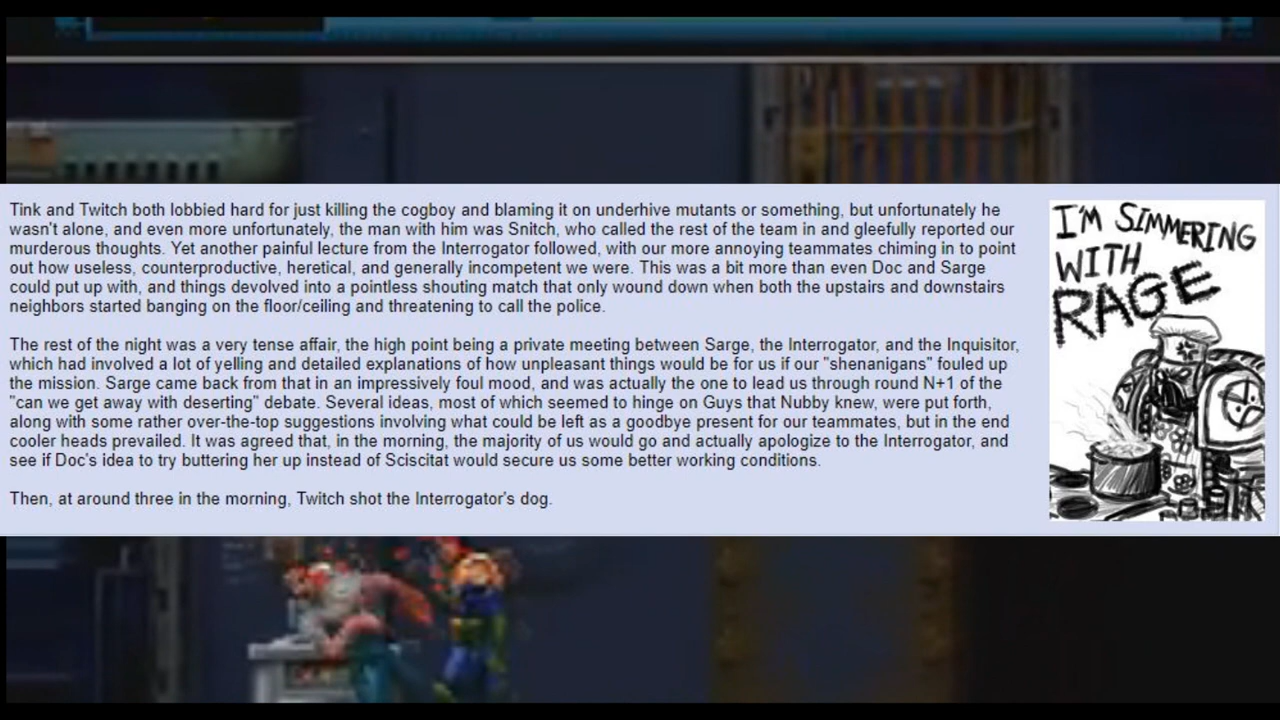 Tink and Twitch both lobbied hard for just killing the cogboy and blaming it on underhive mutants or something, but unfortunately he
wasn't alone, and even more unfortunately, the man with him was Snitch, who called the rest of the team in and gleefully reported our
murderous thoughts. Yet another painful lecture from the Interrogator followed, with our more annoying teammates chiming in to point
out how useless, counterproductive, heretical, and generally incompetent we were. This was a bit more than even Doc and Sarge
could put up with, and things devolved into a pointless shouting match that only wound down when both the upstairs and downstairs
neighbors started banging on the floor/ceiling and threatening to call the police.
The rest of the night was a very tense affair, the high point being a private meeting between Sarge, the Interrogator, and the Inquisitor,
which had involved a lot of yelling and detailed explanations of how unpleasant things would be for us if our "shenanigans" fouled up
the mission. Sarge came back from that in an impressively foul mood, and was actually the one to lead us through round N+1 of the
"can we get away with deserting" debate. Several ideas, most of which seemed to hinge on Guys that Nubby knew, were put forth,
along with some rather over-the-top suggestions involving what could be left as a goodbye present for our teammates, but in the end
cooler heads prevailed. It was agreed that, in the morning, the majority of us would go and actually apologize to the Interrogator, and
see if Doc's idea to try buttering her up instead of Sciscitat would secure us some better working conditions.
Then, at around three in the morning, Twitch shot the Interrogator's dog.
I'M SIMMERING
WITH
RAGE